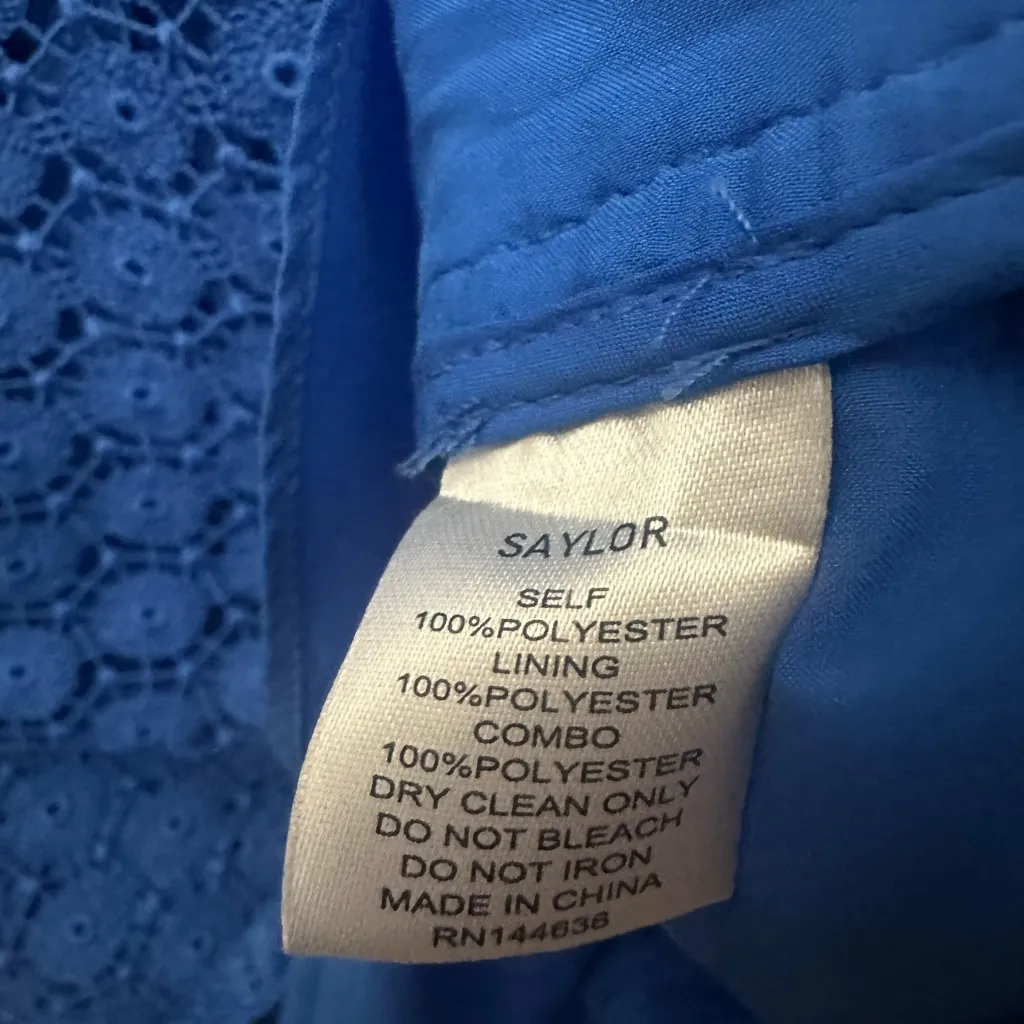 SAYLOR
SELF
100%POLYESTER
LINING
100%POLYESTER
COMBO
100%POLYESTER
DRY CLEAN ONLY
DO NOT BLEACH
DO NOT IRON
MADE IN CHINA
RN144636